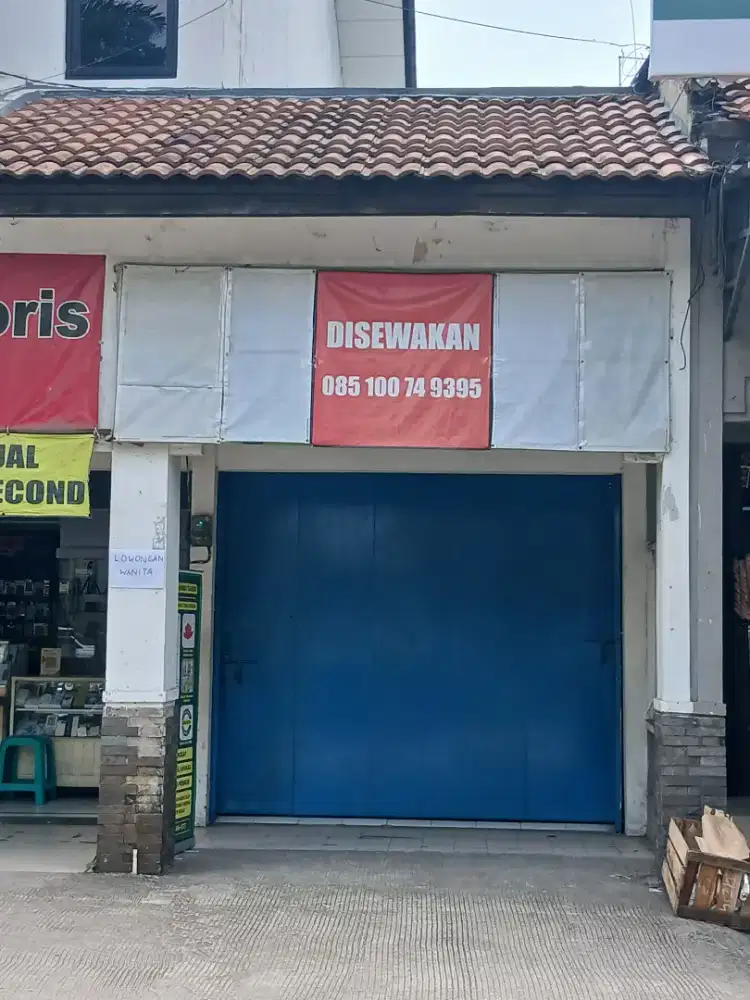 oris
UAL
ECOND
DISEWAKAN
085 100 74 9395
LOWONGAN
WANITA